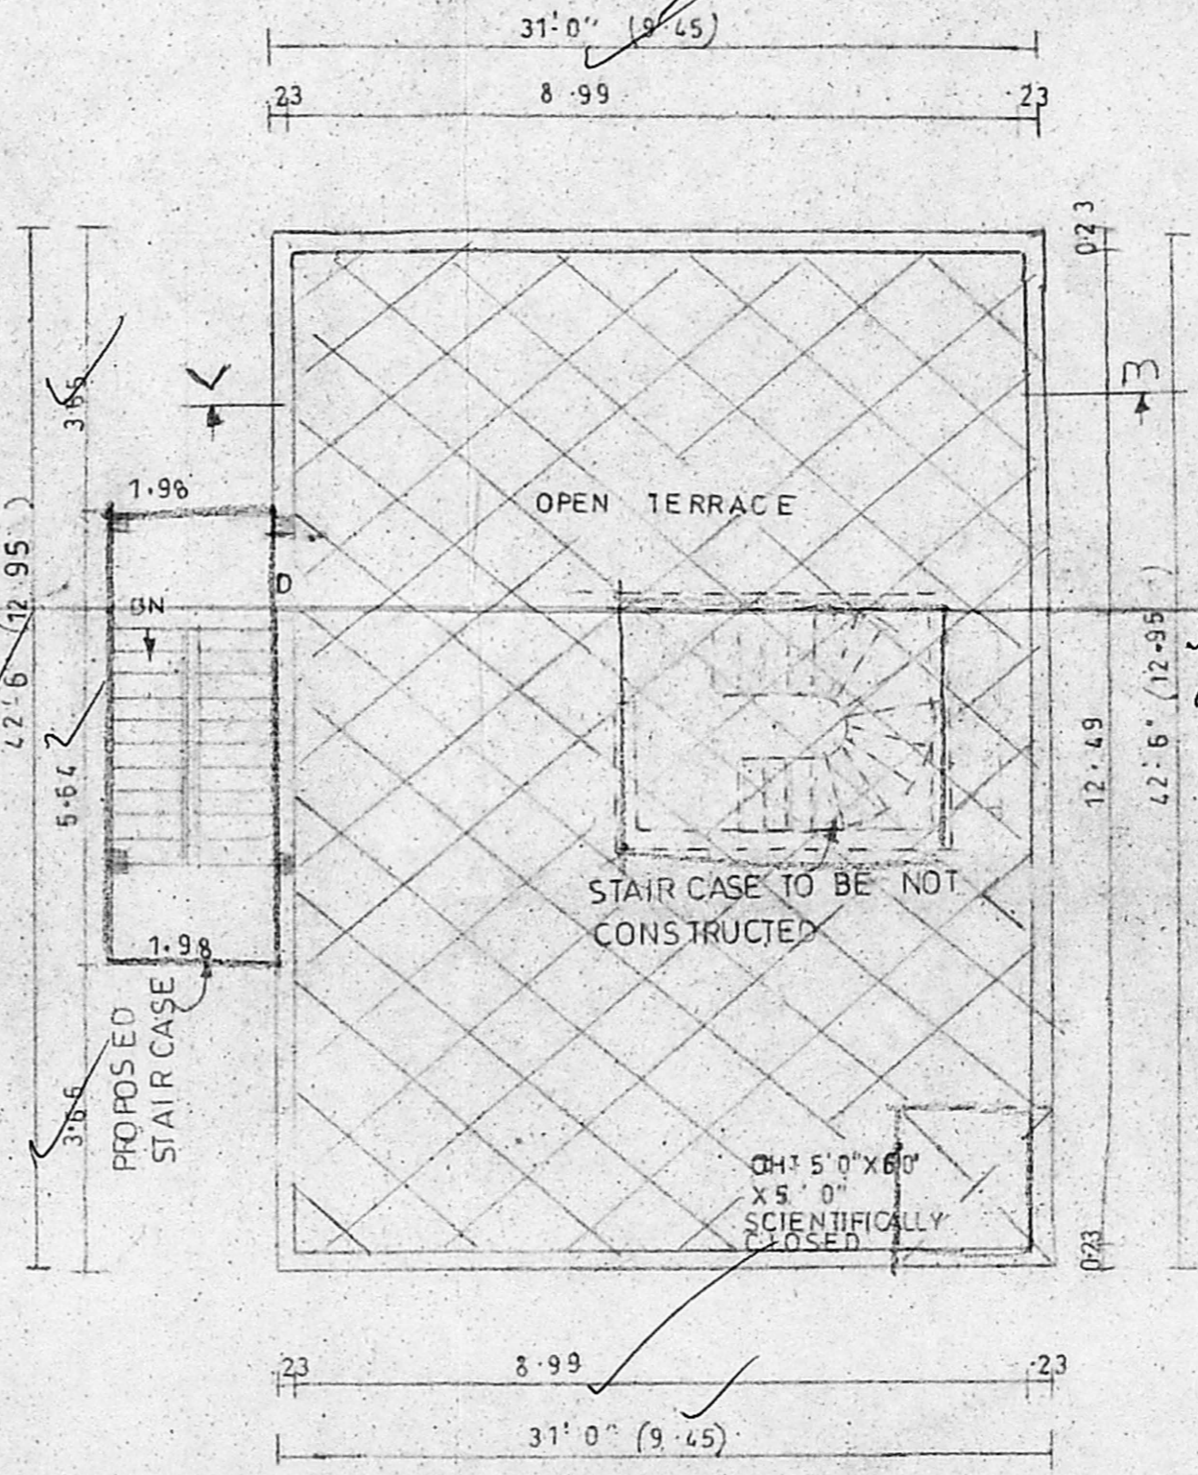 31'-0" (9.45)
.23 8.99 .23
0.23
3.66
B
1.98
OPEN TERRACE
42'6" (12.95)
D
DN
42'.6" (12.95)
12.49
5.64
STAIR CASE TO BE NOT
CONSTRUCTED
1.98
PROPOSED
STAIR CASE
3.66
5'0"X6'0"
X5'0"
SCIENTIFICALLY
CLOSED
0.23
.23 8.99 .23
31'0" (9.45)